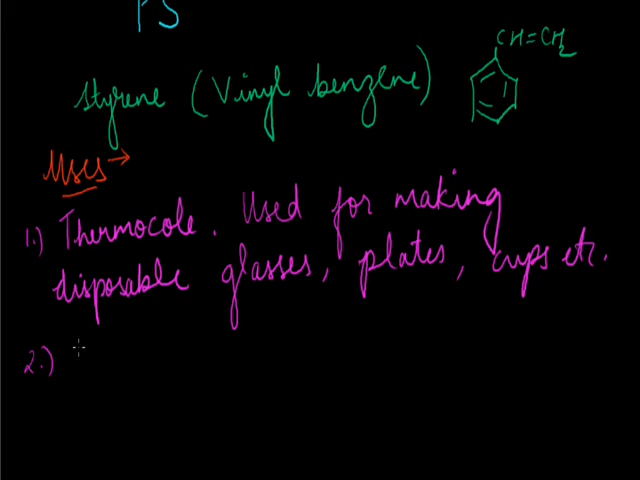 PS
Styrene (Vinyl benzene)
CH=CH2
Uses →
1.) Thermocole. Used for making
disposable glasses, plates, cups etc.
2.)